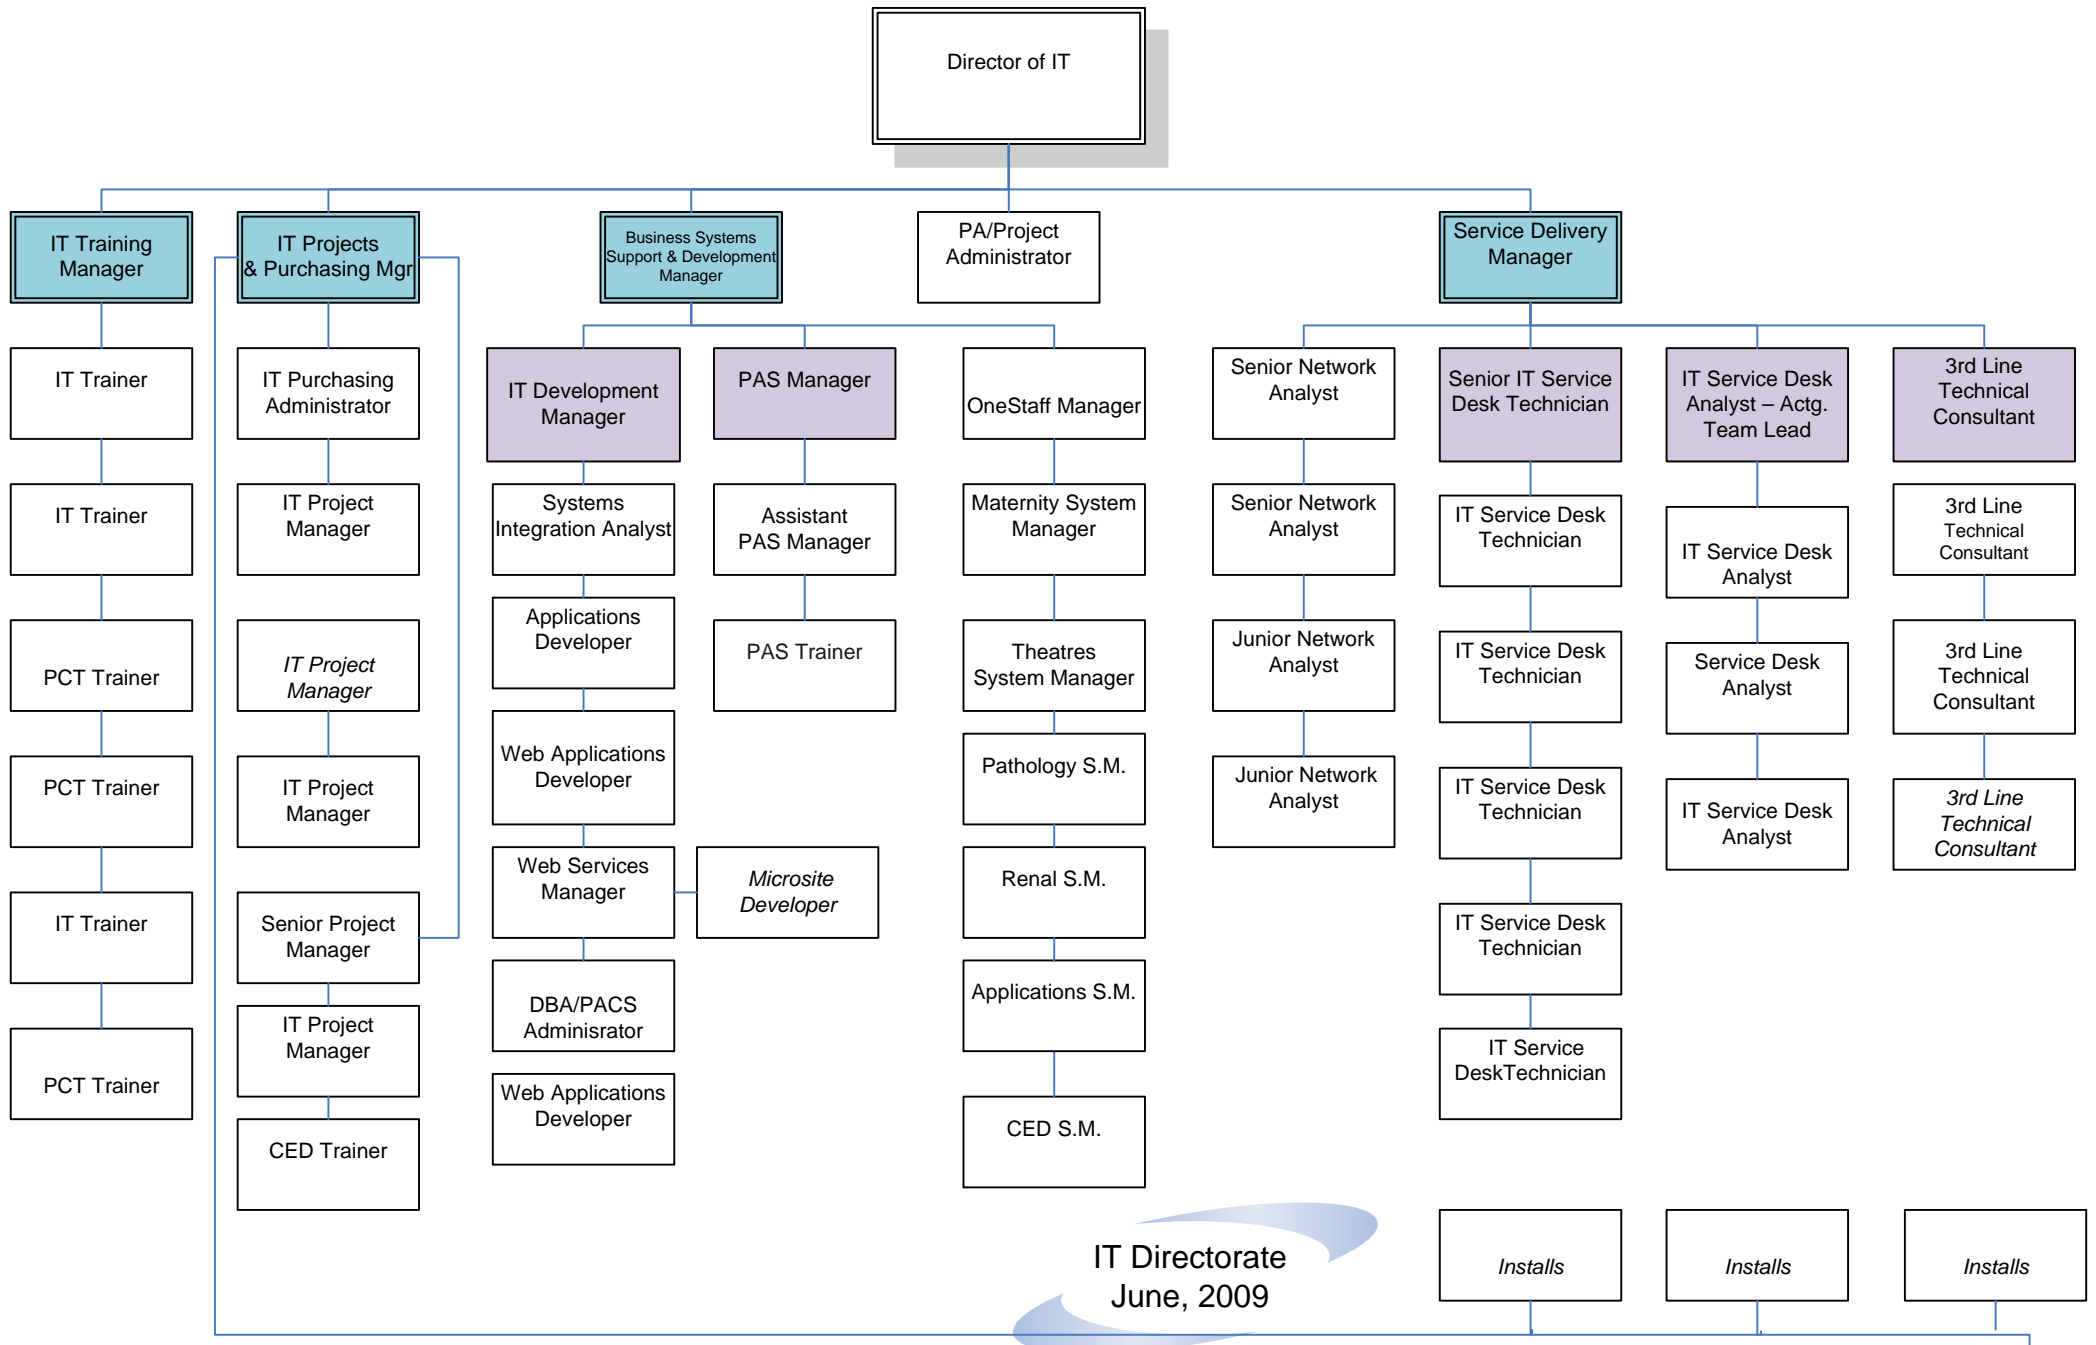 Director of IT
IT Training
Manager
IT Projects
& Purchasing Mgr
Business Systems
Support & Development
Manager
PA/Project
Administrator
Service Delivery
Manager
IT Trainer
IT Trainer
PCT Trainer
PCT Trainer
IT Trainer
PCT Trainer
IT Purchasing
Administrator
IT Project
Manager
IT Project
Manager
IT Project
Manager
Senior Project
Manager
IT Project
Manager
CED Trainer
IT Development
Manager
Systems
Integration Analyst
Applications
Developer
Web Applications
Developer
Web Services
Manager
Microsite
Developer
DBA/PACS
Adminisrator
Web Applications
Developer
PAS Manager
Assistant
PAS Manager
PAS Trainer
OneStaff Manager
Maternity System
Manager
Theatres
System Manager
Pathology S.M.
Renal S.M.
Applications S.M.
CED S.M.
Senior Network
Analyst
Senior Network
Analyst
Junior Network
Analyst
Junior Network
Analyst
Senior IT Service
Desk Technician
IT Service Desk
Technician
IT Service Desk
Technician
IT Service Desk
Technician
IT Service Desk
Technician
IT Service
DeskTechnician
IT Service Desk
Analyst – Actg.
Team Lead
IT Service Desk
Analyst
Service Desk
Analyst
IT Service Desk
Analyst
3rd Line
Technical
Consultant
3rd Line
Technical
Consultant
3rd Line
Technical
Consultant
3rd Line
Technical
Consultant
IT Directorate
June, 2009
Installs
Installs
Installs